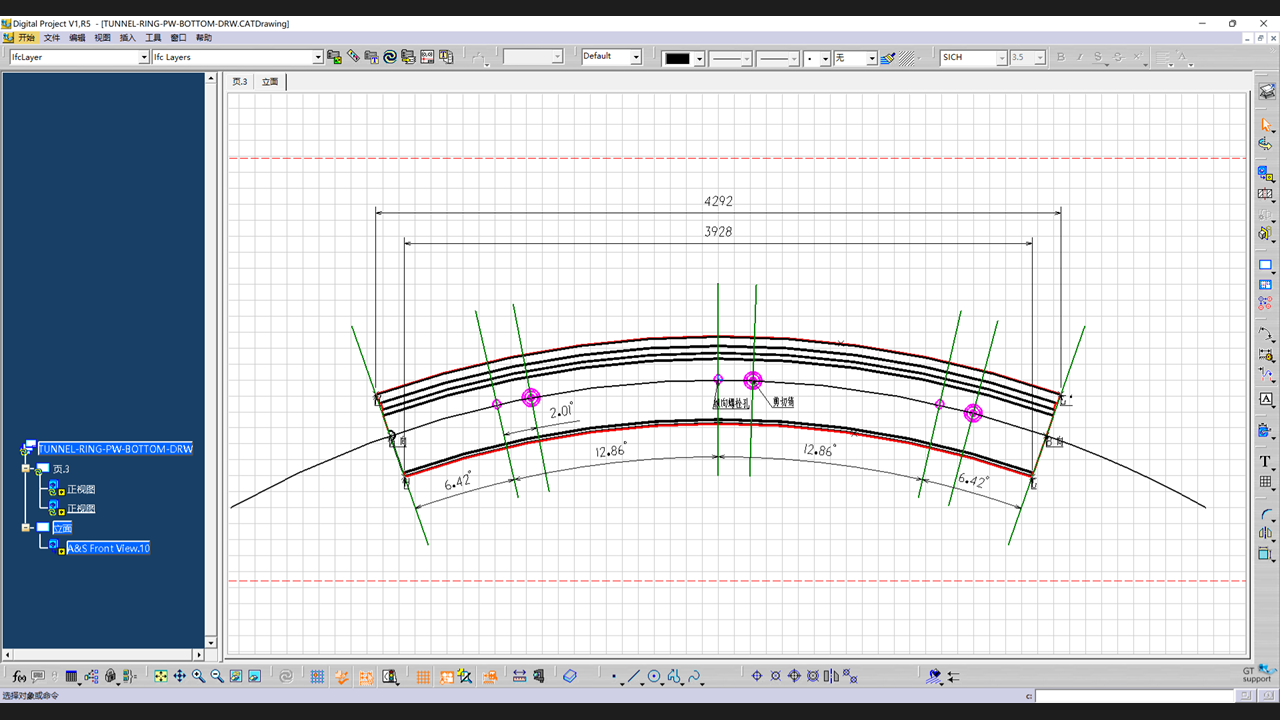 Digital Project V1,R5 - [TUNNEL-RING-PW-BOTTOM-DRW.CATDrawing]
开始 文件 编辑 视图 插入 工具 窗口 帮助
IfcLayer Ifc Layers Default 无 SICH 3.5
页.3 立面
4292
3928
2.01°
纵向螺栓孔 剪切销
12.86° 12.86°
6.42° 6.42°
TUNNEL-RING-PW-BOTTOM-DRW
页.3
正视图
正视图
立面
A&S Front View.10
GT
support
选择对象或命令
c: